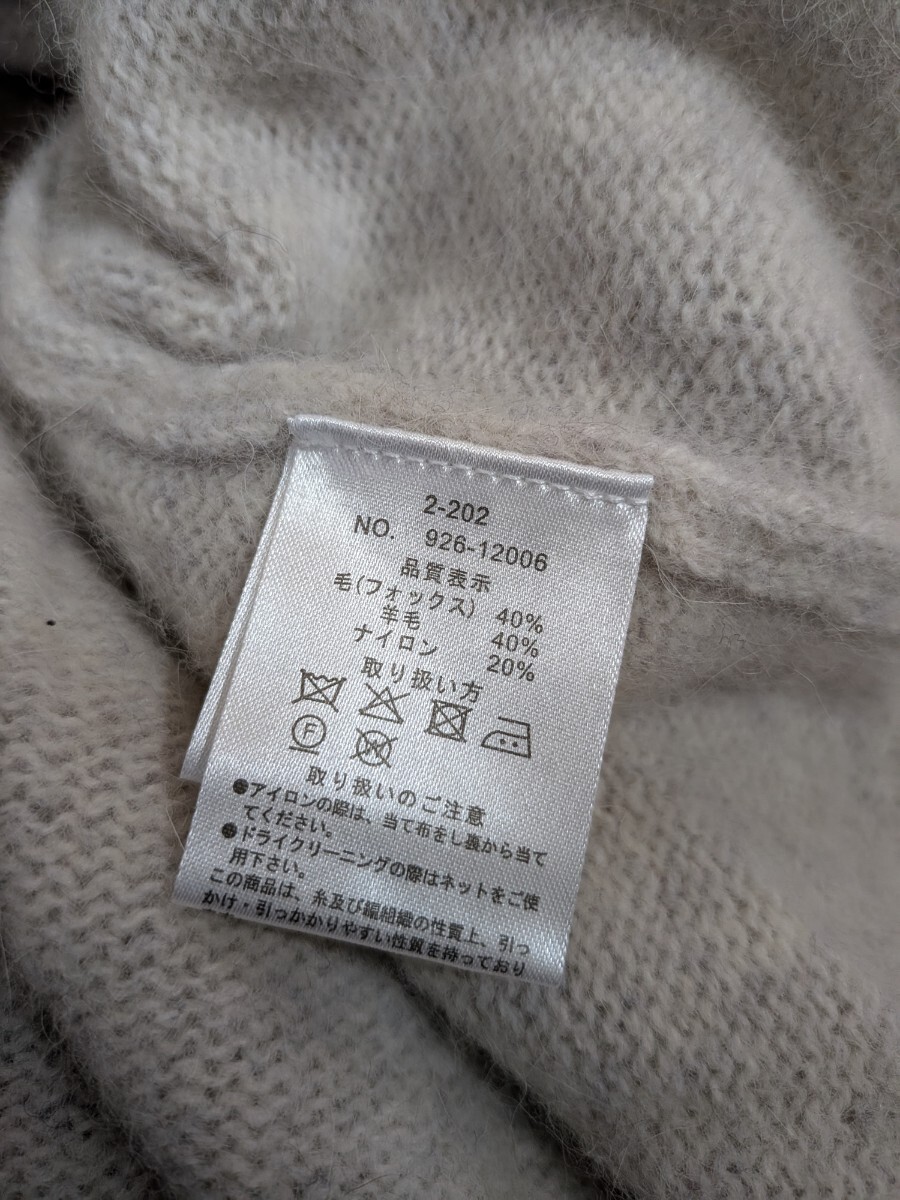 2-202
NO. 926-12006
品質表示
毛(フォックス) 40%
羊毛 40%
ナイロン 20%
取り扱い方
F
W
取り扱いのご注意
●アイロンの際は、当て布をし裏から当て
てください。
●ドライクリーニングの際はネットをご使
用下さい。
この商品は、糸及び編組織の性質上、引っ
かけ・引っかかりやすい性質を持っており